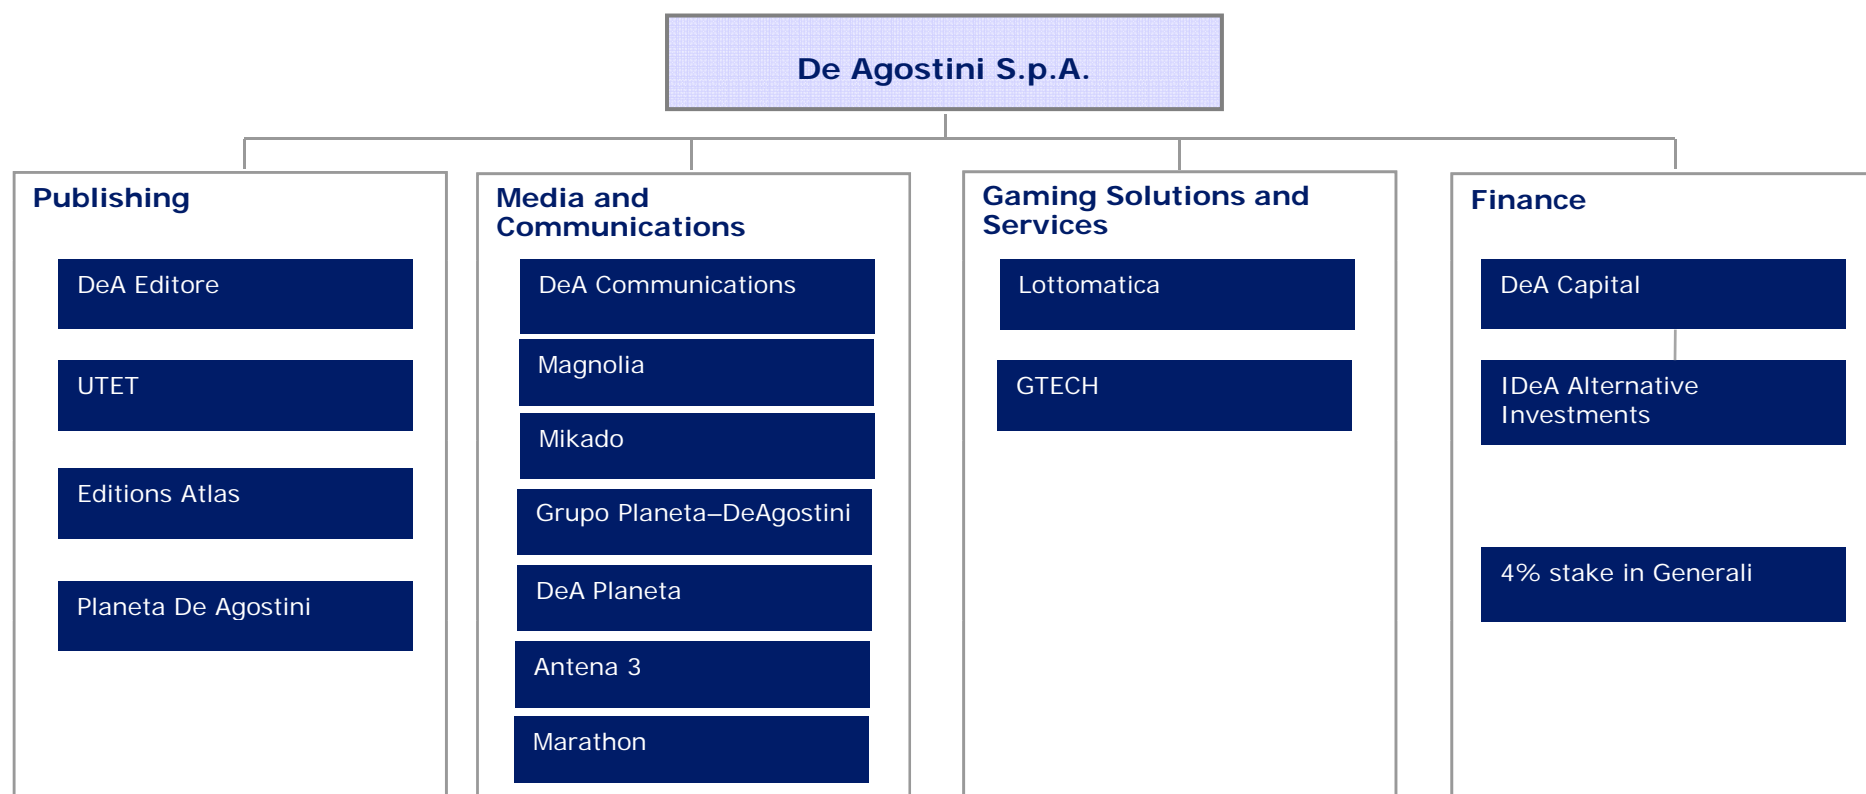 De Agostini S.p.A.
Publishing
DeA Editore
UTET
Editions Atlas
Planeta De Agostini
Media and
Communications
DeA Communications
Magnolia
Mikado
Grupo Planeta–DeAgostini
DeA Planeta
Antena 3
Marathon
Gaming Solutions and
Services
Lottomatica
GTECH
Finance
DeA Capital
IDeA Alternative
Investments
4% stake in Generali